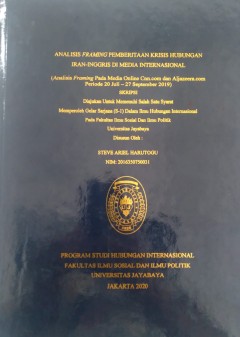 ANALISIS FRAMING PEMBERITAAN KRISIS HUBUNGAN
IRAN-INGGRIS DI MEDIA INTERNASIONAL
(Analisis Framing Pada Media Online Cnn.com dan Aljazeera.com
Periode 20 Juli – 27 September 2019)
SKRIPSI
Diajukan Untuk Memenuhi Salah Satu Syarat
Memperoleh Gelar Sarjana (S-1) Dalam Ilmu Hubungan Internasional
Pada Fakultas Ilmu Sosial Dan Ilmu Politik
Universitas Jayabaya
Disusun Oleh :
STEVS ARIEL HARUTOGU
NIM: 2016350750021
PROGRAM STUDI HUBUNGAN INTERNASIONAL
FAKULTAS ILMU SOSIAL DAN ILMU POLITIK
UNIVERSITAS JAYABAYA
JAKARTA 2020